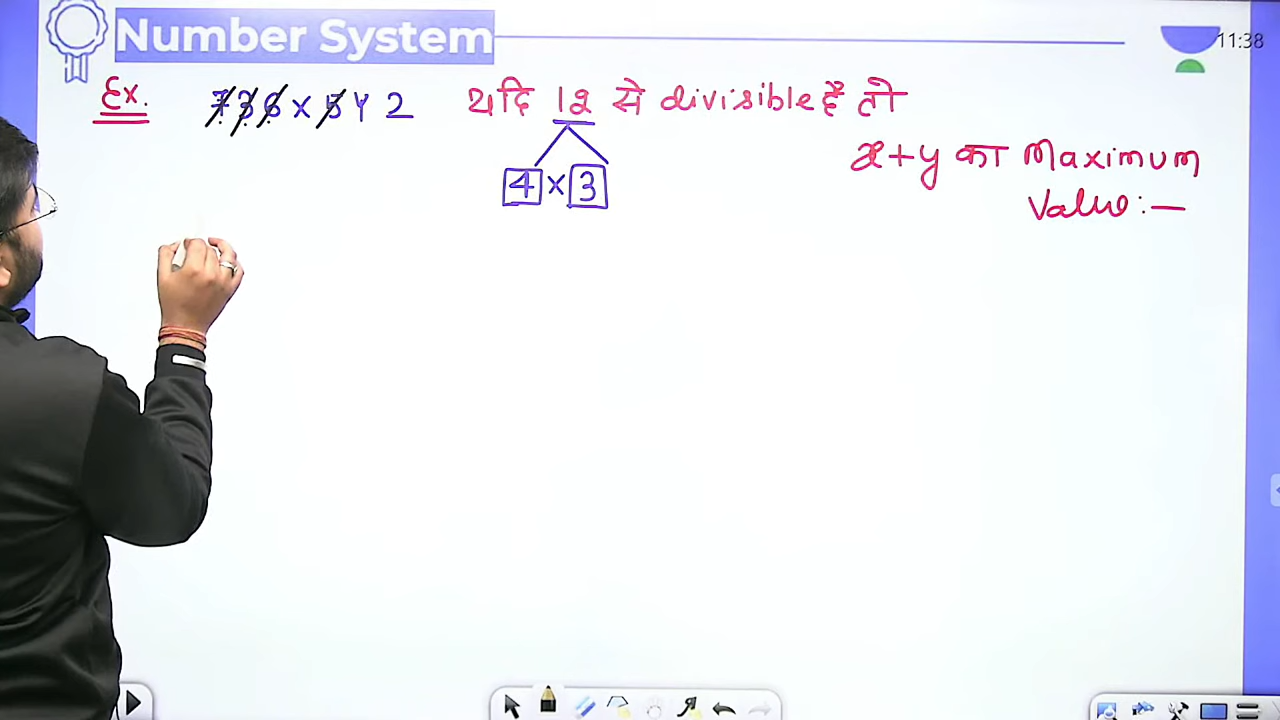 Number System
11:38
Ex. 736X5Y2 यदि 12 से divisible है तो
x+y का Maximum
Value:—
4 × 3